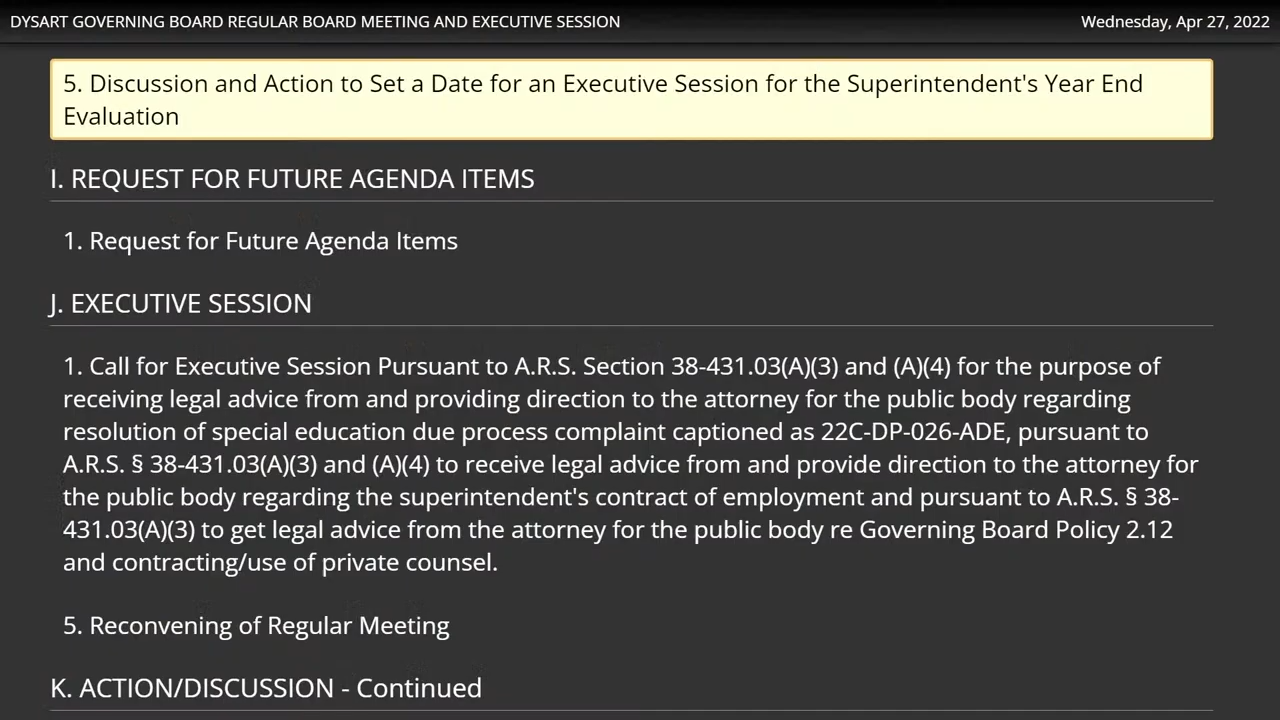 DYSART GOVERNING BOARD REGULAR BOARD MEETING AND EXECUTIVE SESSION
Wednesday, Apr 27, 2022
5. Discussion and Action to Set a Date for an Executive Session for the Superintendent's Year End
Evaluation
I. REQUEST FOR FUTURE AGENDA ITEMS
1. Request for Future Agenda Items
J. EXECUTIVE SESSION
1. Call for Executive Session Pursuant to A.R.S. Section 38-431.03(A)(3) and (A)(4) for the purpose of
receiving legal advice from and providing direction to the attorney for the public body regarding
resolution of special education due process complaint captioned as 22C-DP-026-ADE, pursuant to
A.R.S. § 38-431.03(A)(3) and (A)(4) to receive legal advice from and provide direction to the attorney for
the public body regarding the superintendent's contract of employment and pursuant to A.R.S. § 38-
431.03(A)(3) to get legal advice from the attorney for the public body re Governing Board Policy 2.12
and contracting/use of private counsel.
5. Reconvening of Regular Meeting
K. ACTION/DISCUSSION - Continued